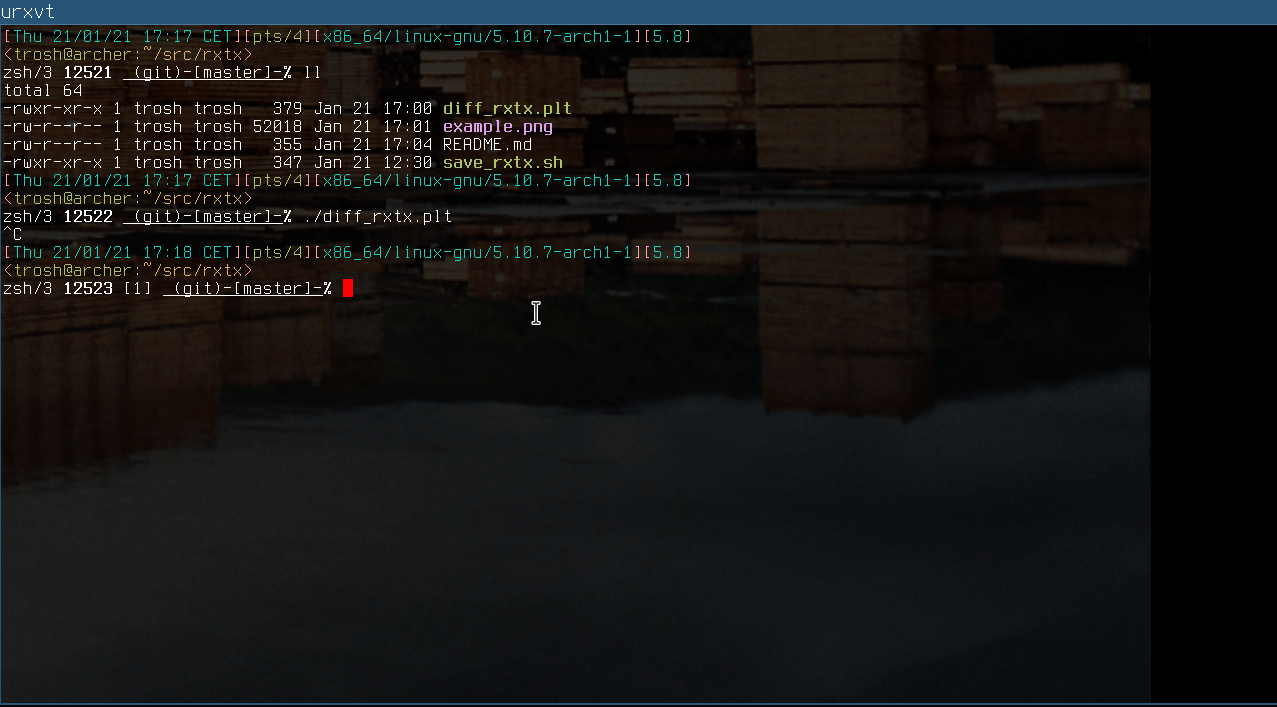 urxvt
[Thu 21/01/21 17:17 CET][pts/4][x86_64/linux-gnu/5.10.7-arch1-1][5.8]
<trosh@archer:~/src/rxtx>
zsh/3 12521 (git)-[master]-% ll
total 64
-rwxr-xr-x 1 trosh trosh   379 Jan 21 17:00 diff_rxtx.plt
-rw-r--r-- 1 trosh trosh 52018 Jan 21 17:01 example.png
-rw-r--r-- 1 trosh trosh   355 Jan 21 17:04 README.md
-rwxr-xr-x 1 trosh trosh   347 Jan 21 12:30 save_rxtx.sh
[Thu 21/01/21 17:17 CET][pts/4][x86_64/linux-gnu/5.10.7-arch1-1][5.8]
<trosh@archer:~/src/rxtx>
zsh/3 12522 (git)-[master]-% ./diff_rxtx.plt
^C
[Thu 21/01/21 17:18 CET][pts/4][x86_64/linux-gnu/5.10.7-arch1-1][5.8]
<trosh@archer:~/src/rxtx>
zsh/3 12523 [1] (git)-[master]-%